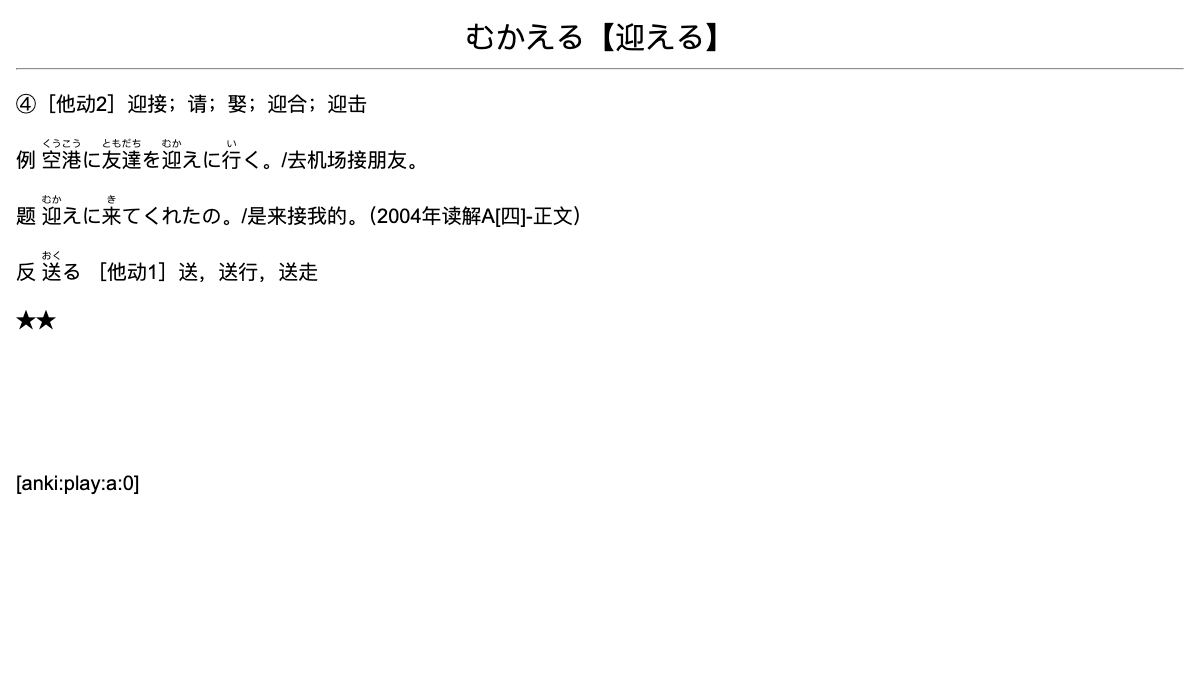 むかえる【迎える】
④［他动2］迎接；请；娶；迎合；迎击
くうこう ともだち むか い
例 空港に友達を迎えに行く。/去机场接朋友。
むか き
题 迎えに来てくれたの。/是来接我的。（2004年读解A[四]-正文）
おく
反 送る ［他动1］送，送行，送走
★★
[anki:play:a:0]